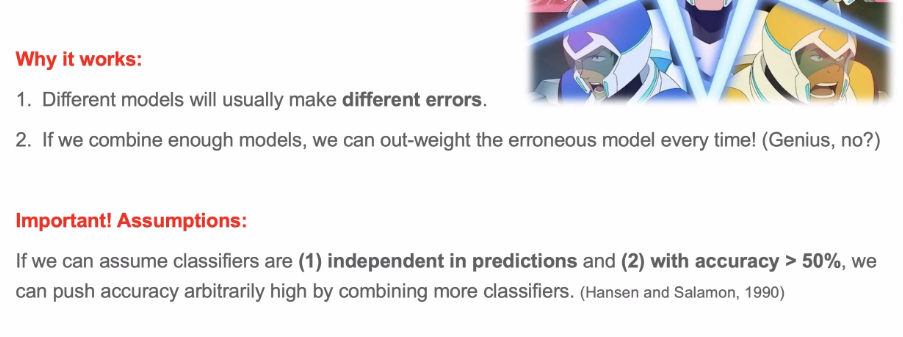 Why it works:
1. Different models will usually make different errors.
2. If we combine enough models, we can out-weight the erroneous model every time! (Genius, no?)
Important! Assumptions:
If we can assume classifiers are (1) independent in predictions and (2) with accuracy > 50%, we
can push accuracy arbitrarily high by combining more classifiers. (Hansen and Salamon, 1990)